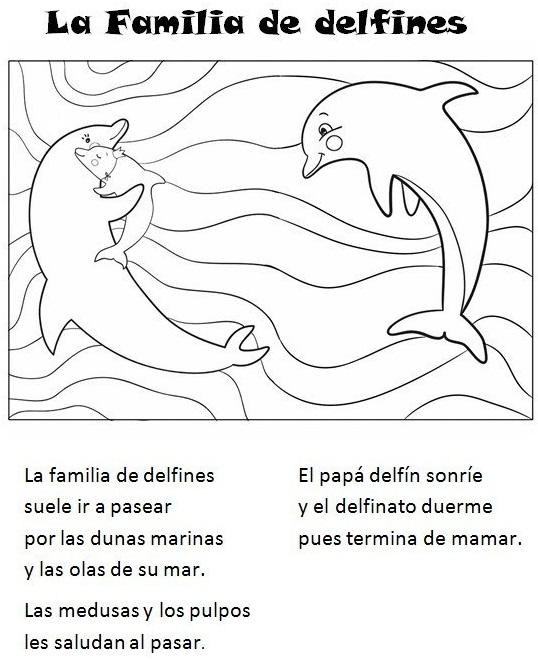 La Familia de delfines
La familia de delfines
suele ir a pasear
por las dunas marinas
y las olas de su mar.
Las medusas y los pulpos
les saludan al pasar.
El papá delfín sonríe
y el delfinato duerme
pues termina de mamar.